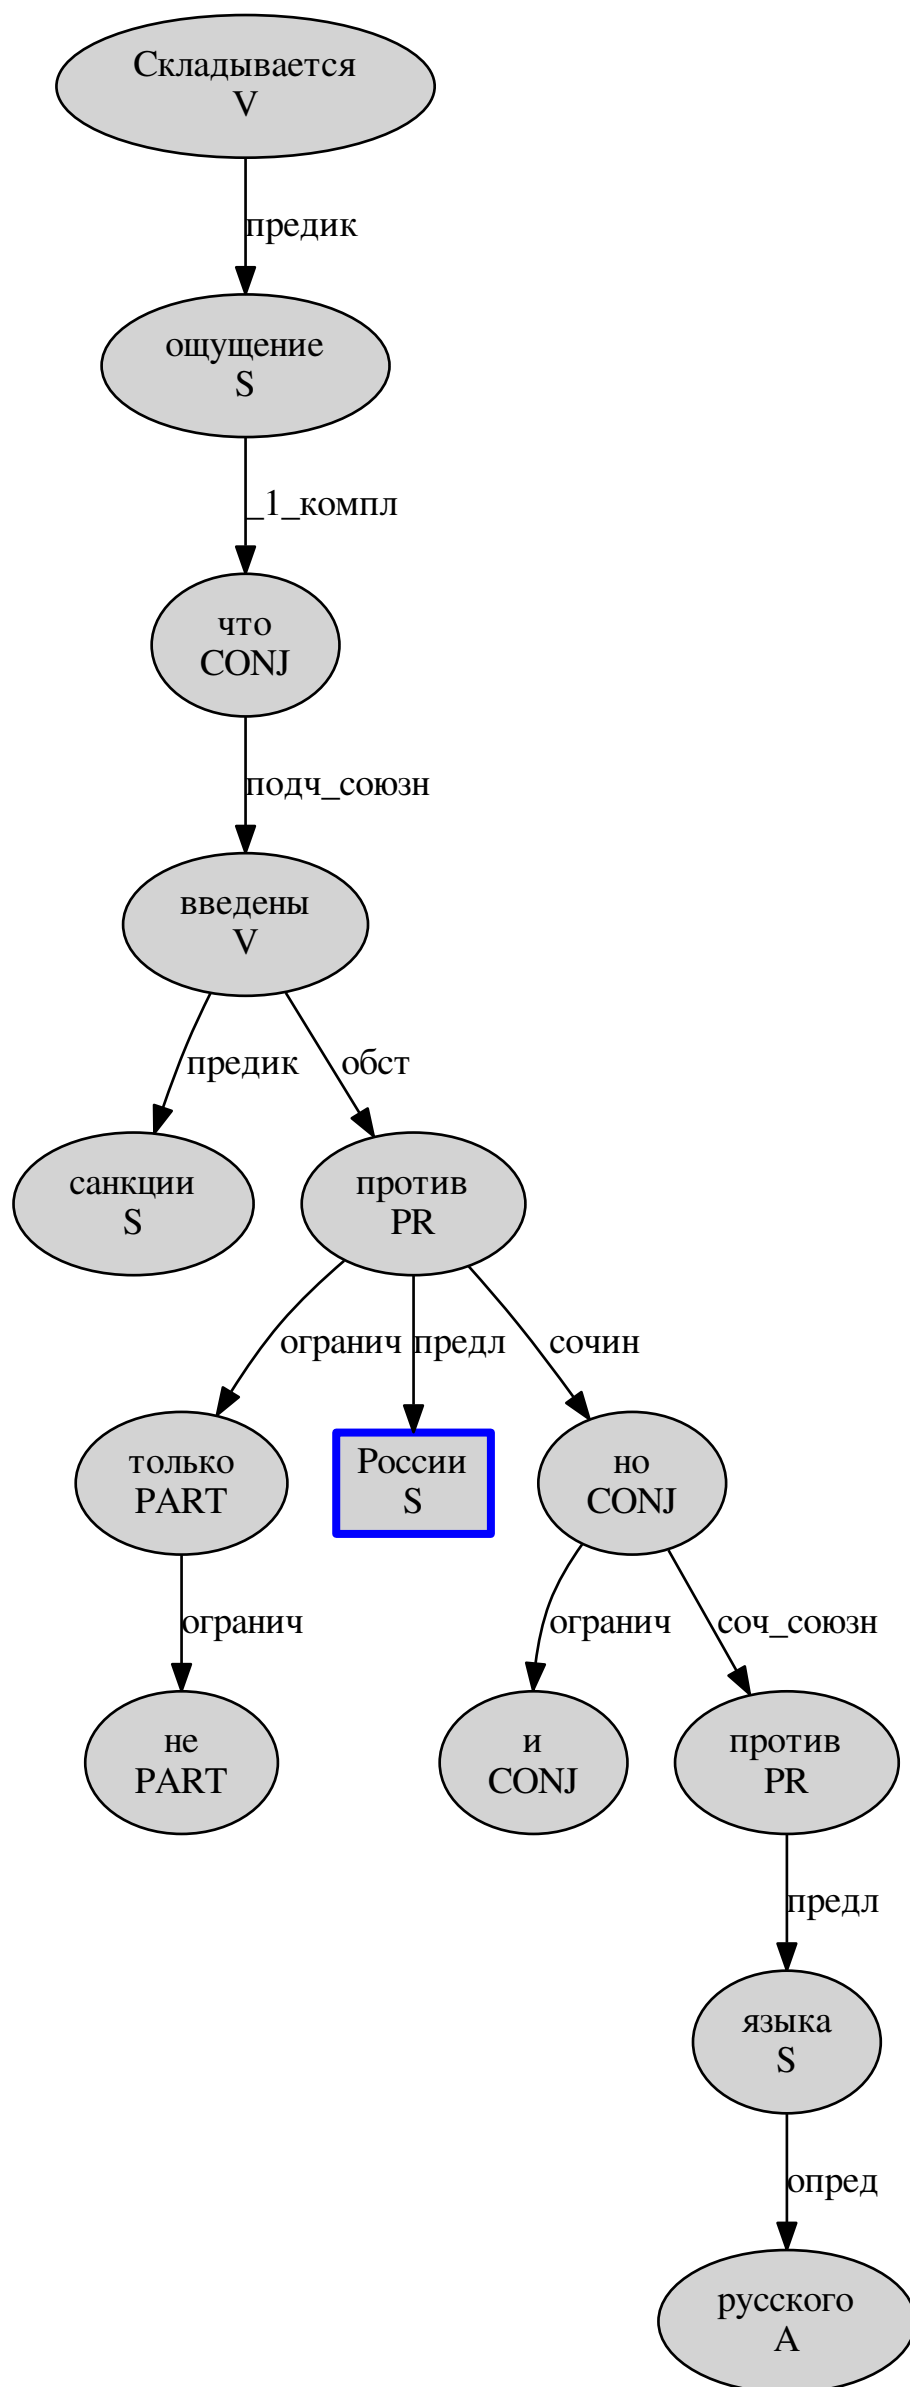 Складывается
V
предик
ощущение
S
_1_компл
что
CONJ
подч_союзн
введены
V
предик
обст
санкции
S
против
PR
огранич
предл
сочин
только
PART
России
S
но
CONJ
огранич
огранич
соч_союзн
не
PART
и
CONJ
против
PR
предл
языка
S
опред
русского
A